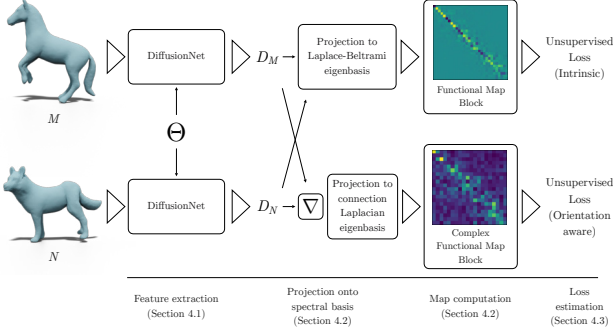 M
DiffusionNet
D_M
Projection to
Laplace-Beltrami
eigenbasis
Functional Map
Block
Unsupervised
Loss
(Intrinsic)
Θ
N
DiffusionNet
D_N
∇
Projection to
connection
Laplacian
eigenbasis
Complex
Functional Map
Block
Unsupervised
Loss
(Orientation
aware)
Feature extraction
(Section 4.1)
Projection onto
spectral basis
(Section 4.2)
Map computation
(Section 4.2)
Loss
estimation
(Section 4.3)